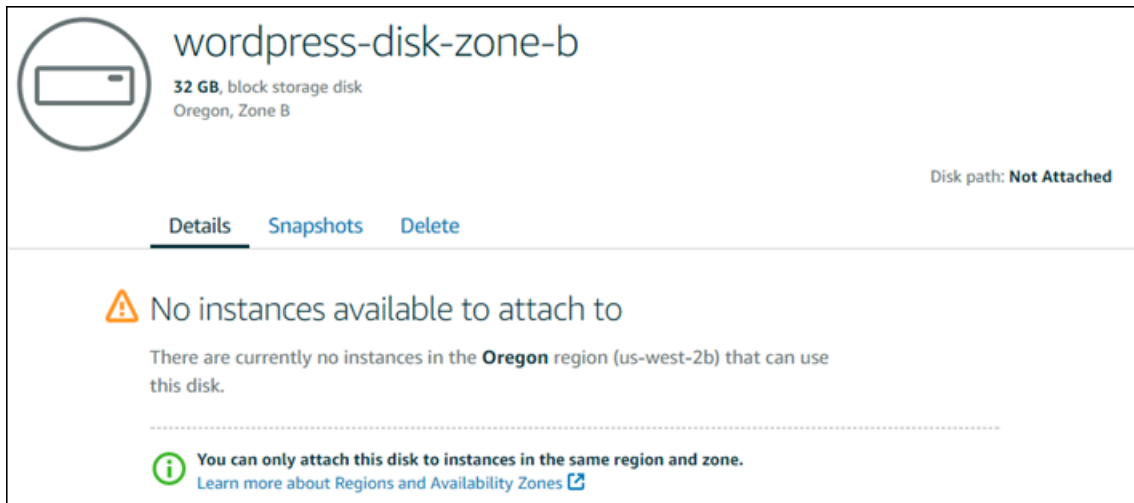 wordpress-disk-zone-b
32 GB, block storage disk
Oregon, Zone B
Disk path: Not Attached
Details Snapshots Delete
No instances available to attach to
There are currently no instances in the Oregon region (us-west-2b) that can use
this disk.
You can only attach this disk to instances in the same region and zone.
Learn more about Regions and Availability Zones